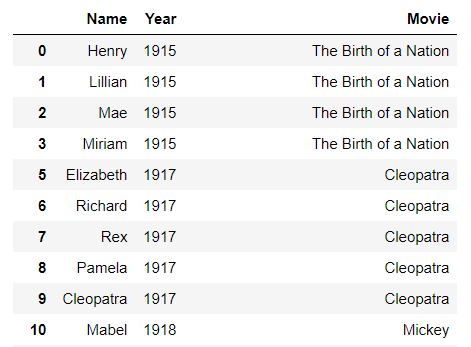 Name Year Movie
0 Henry 1915 The Birth of a Nation
1 Lillian 1915 The Birth of a Nation
2 Mae 1915 The Birth of a Nation
3 Miriam 1915 The Birth of a Nation
5 Elizabeth 1917 Cleopatra
6 Richard 1917 Cleopatra
7 Rex 1917 Cleopatra
8 Pamela 1917 Cleopatra
9 Cleopatra 1917 Cleopatra
10 Mabel 1918 Mickey